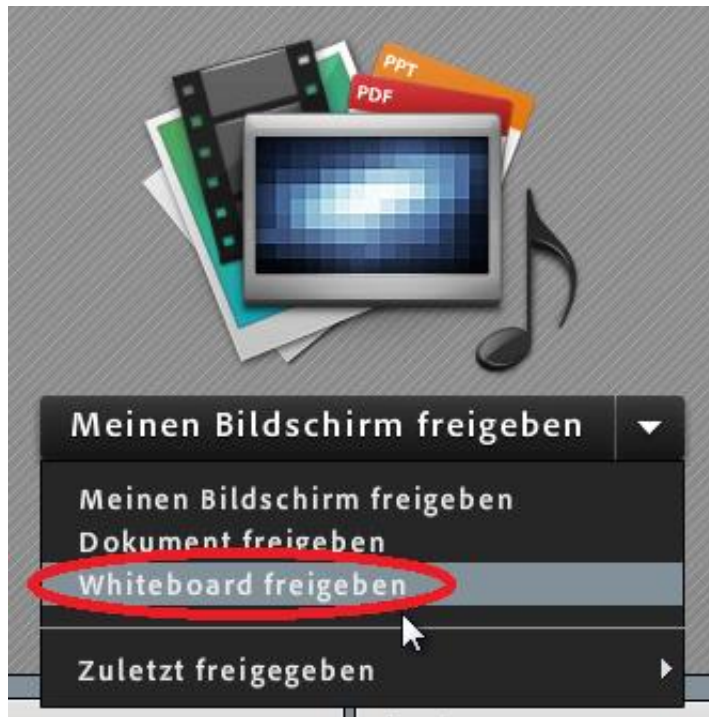 PPT
PDF
Meinen Bildschirm freigeben
Meinen Bildschirm freigeben
Dokument freigeben
Whiteboard freigeben
Zuletzt freigegeben